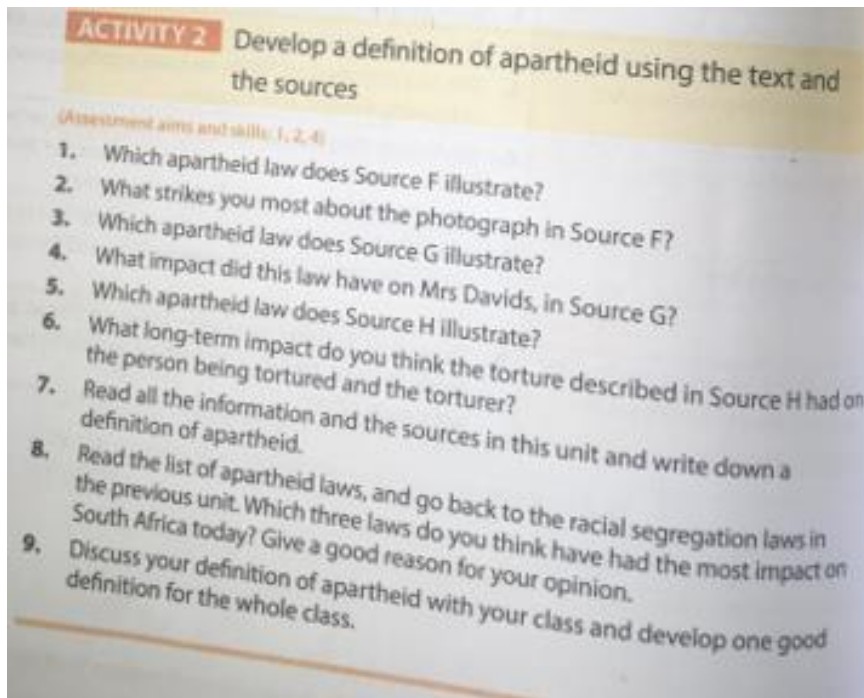 ACTIVITY 2 Develop a definition of apartheid using the text and
the sources
(Assessment aims and skills: 1, 2, 4)
1. Which apartheid law does Source F illustrate?
2. What strikes you most about the photograph in Source F?
3. Which apartheid law does Source G illustrate?
4. What impact did this law have on Mrs Davids, in Source G?
5. Which apartheid law does Source H illustrate?
6. What long-term impact do you think the torture described in Source H had on
the person being tortured and the torturer?
7. Read all the information and the sources in this unit and write down a
definition of apartheid.
8. Read the list of apartheid laws, and go back to the racial segregation laws in
the previous unit. Which three laws do you think have had the most impact on
South Africa today? Give a good reason for your opinion.
9. Discuss your definition of apartheid with your class and develop one good
definition for the whole class.